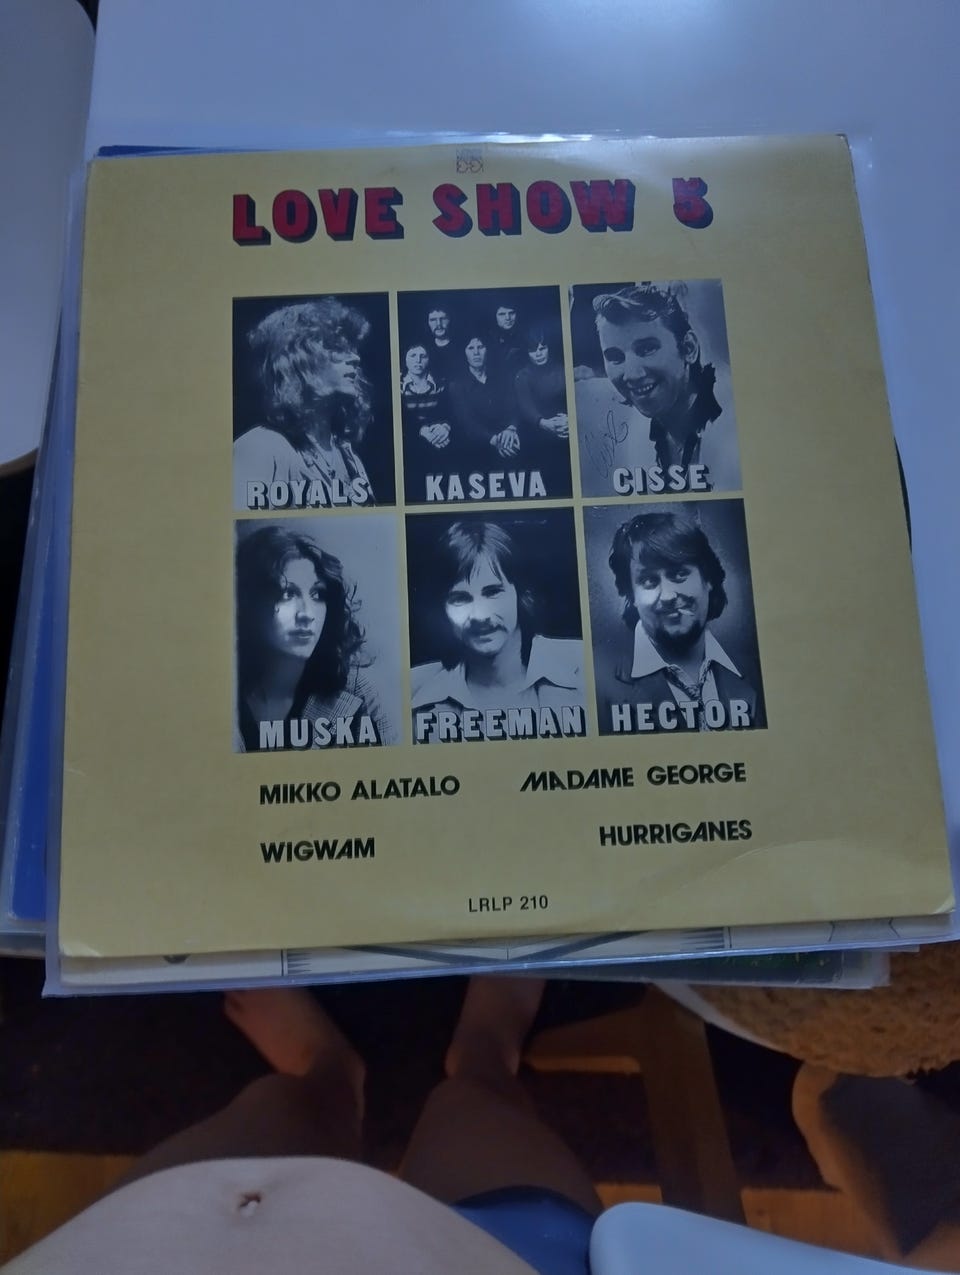 LOVE SHOW 5
ROYALS
KASEVA
CISSE
MUSKA
FREEMAN
HECTOR
MIKKO ALATALO
MADAME GEORGE
WIGWAM
HURRIGANES
LRLP 210